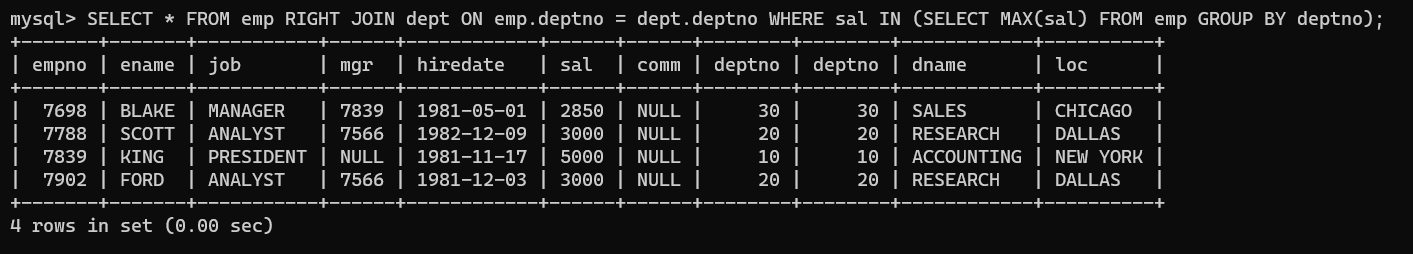 mysql> SELECT * FROM emp RIGHT JOIN dept ON emp.deptno = dept.deptno WHERE sal IN (SELECT MAX(sal) FROM emp GROUP BY deptno);
+-------+-------+-----------+------+------------+------+------+--------+--------+------------+----------+
| empno | ename | job       | mgr  | hiredate   | sal  | comm | deptno | deptno | dname      | loc      |
+-------+-------+-----------+------+------------+------+------+--------+--------+------------+----------+
|  7698 | BLAKE | MANAGER   | 7839 | 1981-05-01 | 2850 | NULL |     30 |     30 | SALES      | CHICAGO  |
|  7788 | SCOTT | ANALYST   | 7566 | 1982-12-09 | 3000 | NULL |     20 |     20 | RESEARCH   | DALLAS   |
|  7839 | KING  | PRESIDENT | NULL | 1981-11-17 | 5000 | NULL |     10 |     10 | ACCOUNTING | NEW YORK |
|  7902 | FORD  | ANALYST   | 7566 | 1981-12-03 | 3000 | NULL |     20 |     20 | RESEARCH   | DALLAS   |
+-------+-------+-----------+------+------------+------+------+--------+--------+------------+----------+
4 rows in set (0.00 sec)